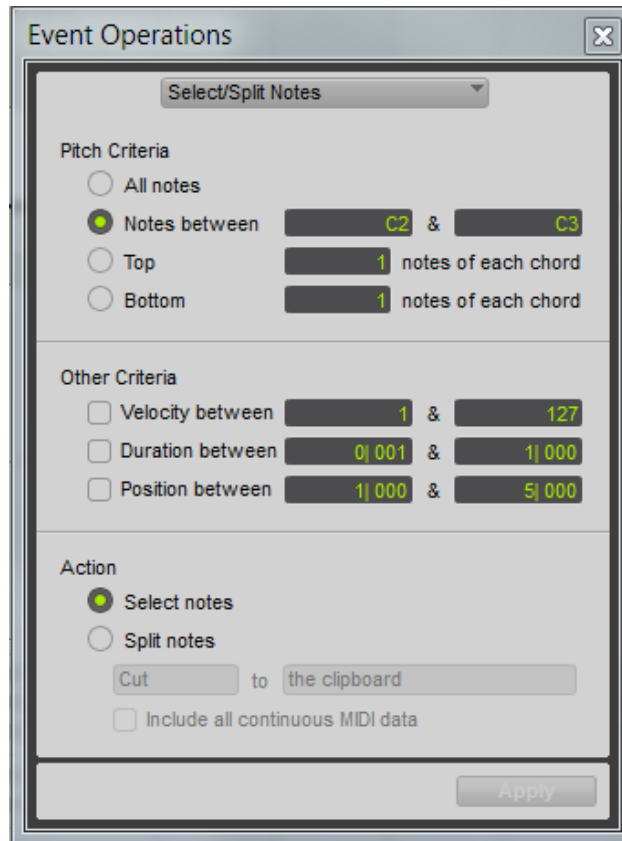 Event Operations
Select/Split Notes
Pitch Criteria
All notes
Notes between C2 & C3
Top 1 notes of each chord
Bottom 1 notes of each chord
Other Criteria
Velocity between 1 & 127
Duration between 0| 001 & 1| 000
Position between 1| 000 & 5| 000
Action
Select notes
Split notes
Cut to the clipboard
Include all continuous MIDI data
Apply